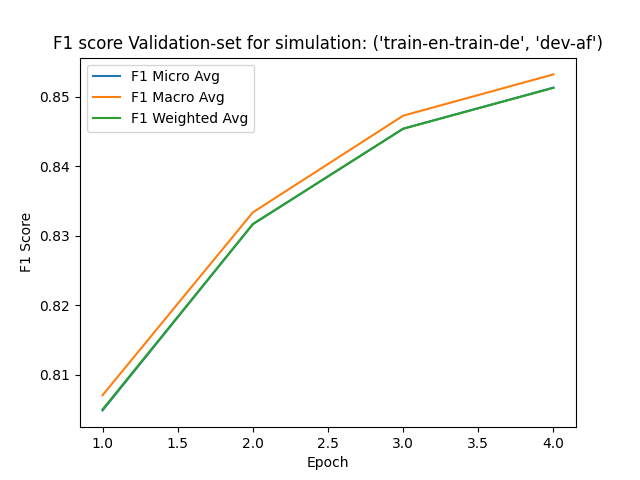 F1 score Validation-set for simulation: ('train-en-train-de', 'dev-af')
F1 Micro Avg
F1 Macro Avg
F1 Weighted Avg
0.85
0.84
0.83
0.82
0.81
F1 Score
1.0 1.5 2.0 2.5 3.0 3.5 4.0
Epoch